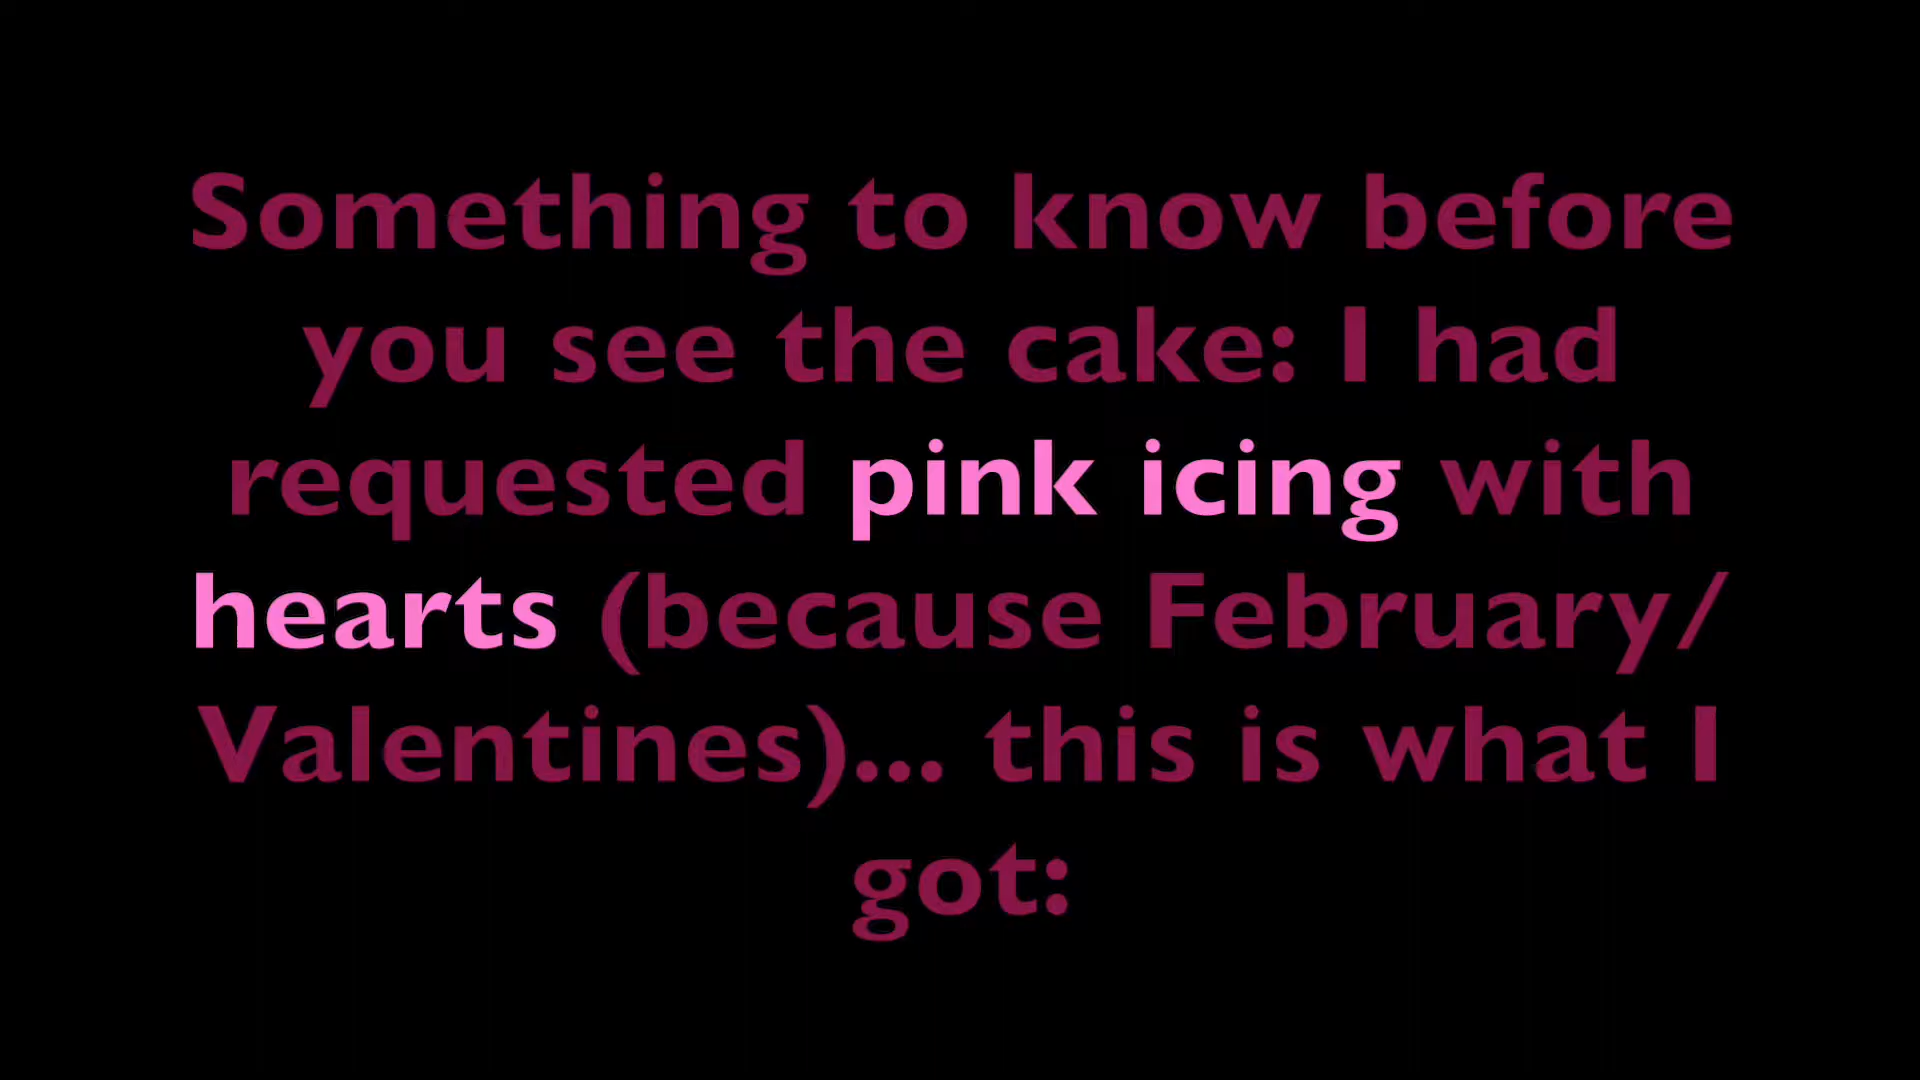 Something to know before
you see the cake: I had
requested pink icing with
hearts (because February/
Valentines)... this is what I
got: